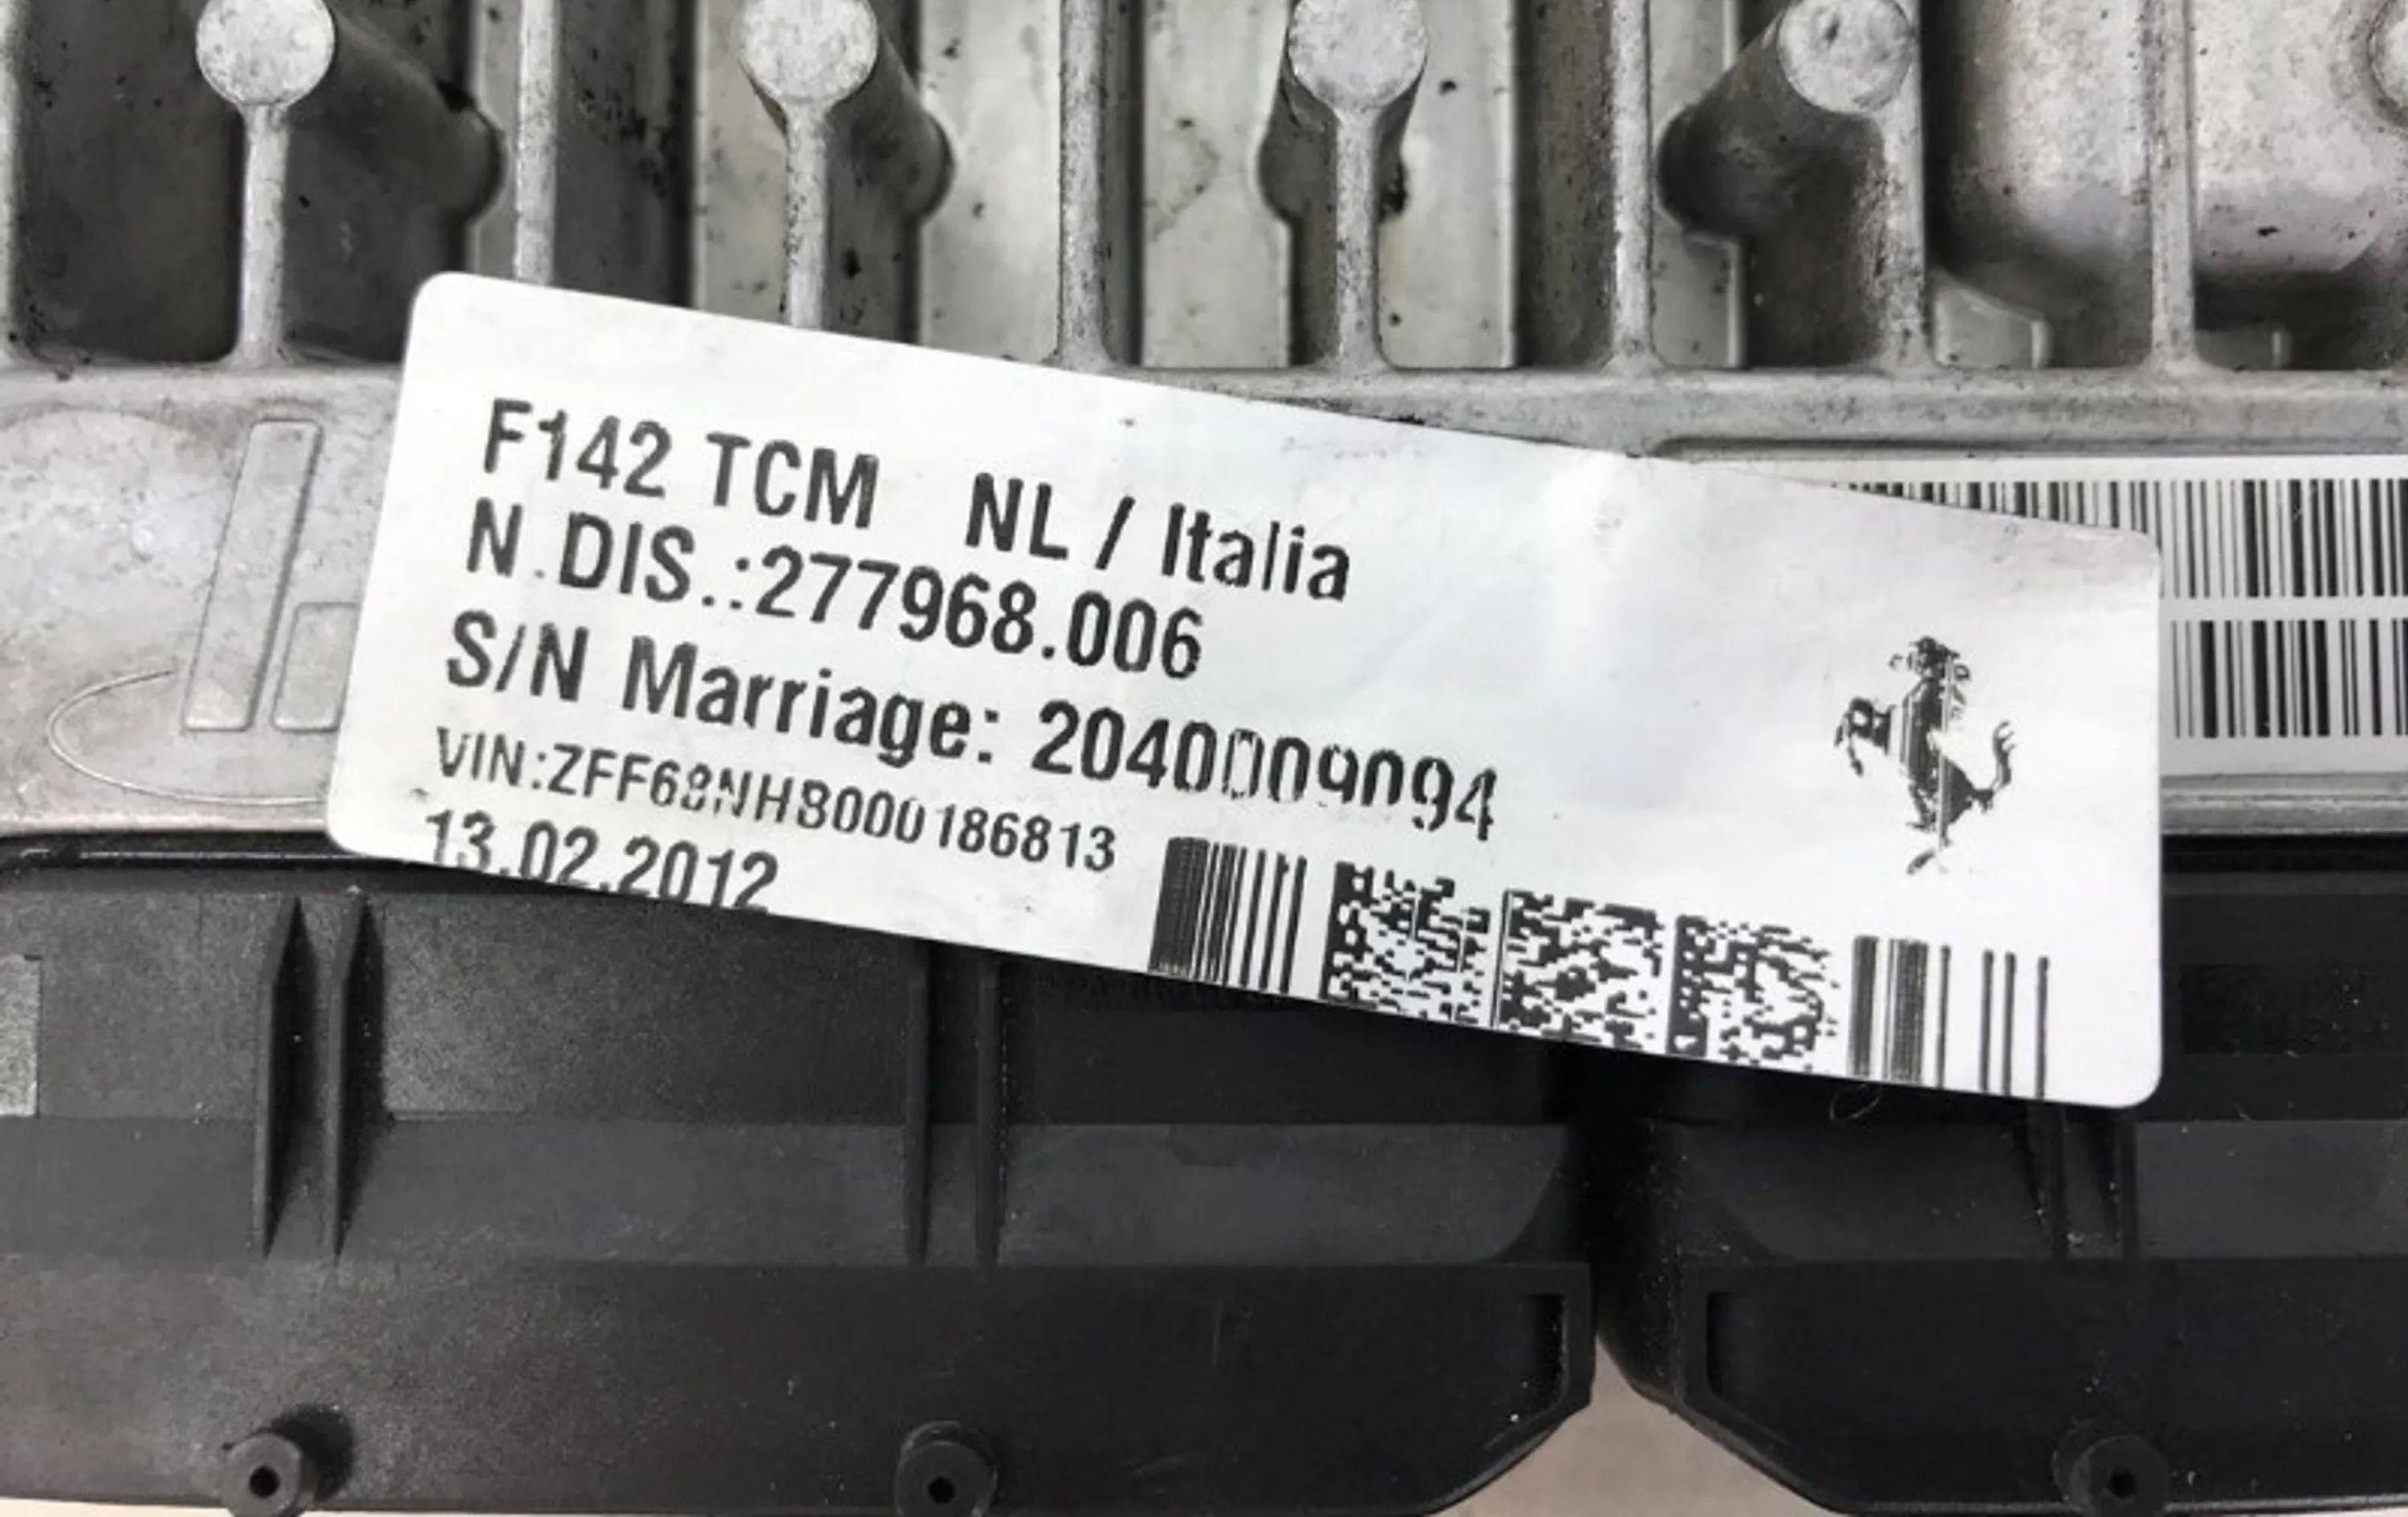 F142 TCM NL / Italia
N.DIS.:277968.006
S/N Marriage: 2040009094
VIN:ZFF68NHB000186813
13.02.2012